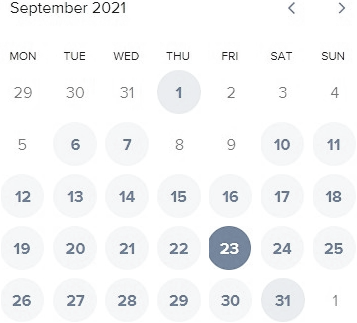 September 2021
MON TUE WED THU FRI SAT SUN
29 30 31 1 2 3 4
5 6 7 8 9 10 11
12 13 14 15 16 17 18
19 20 21 22 23 24 25
26 27 28 29 30 31 1